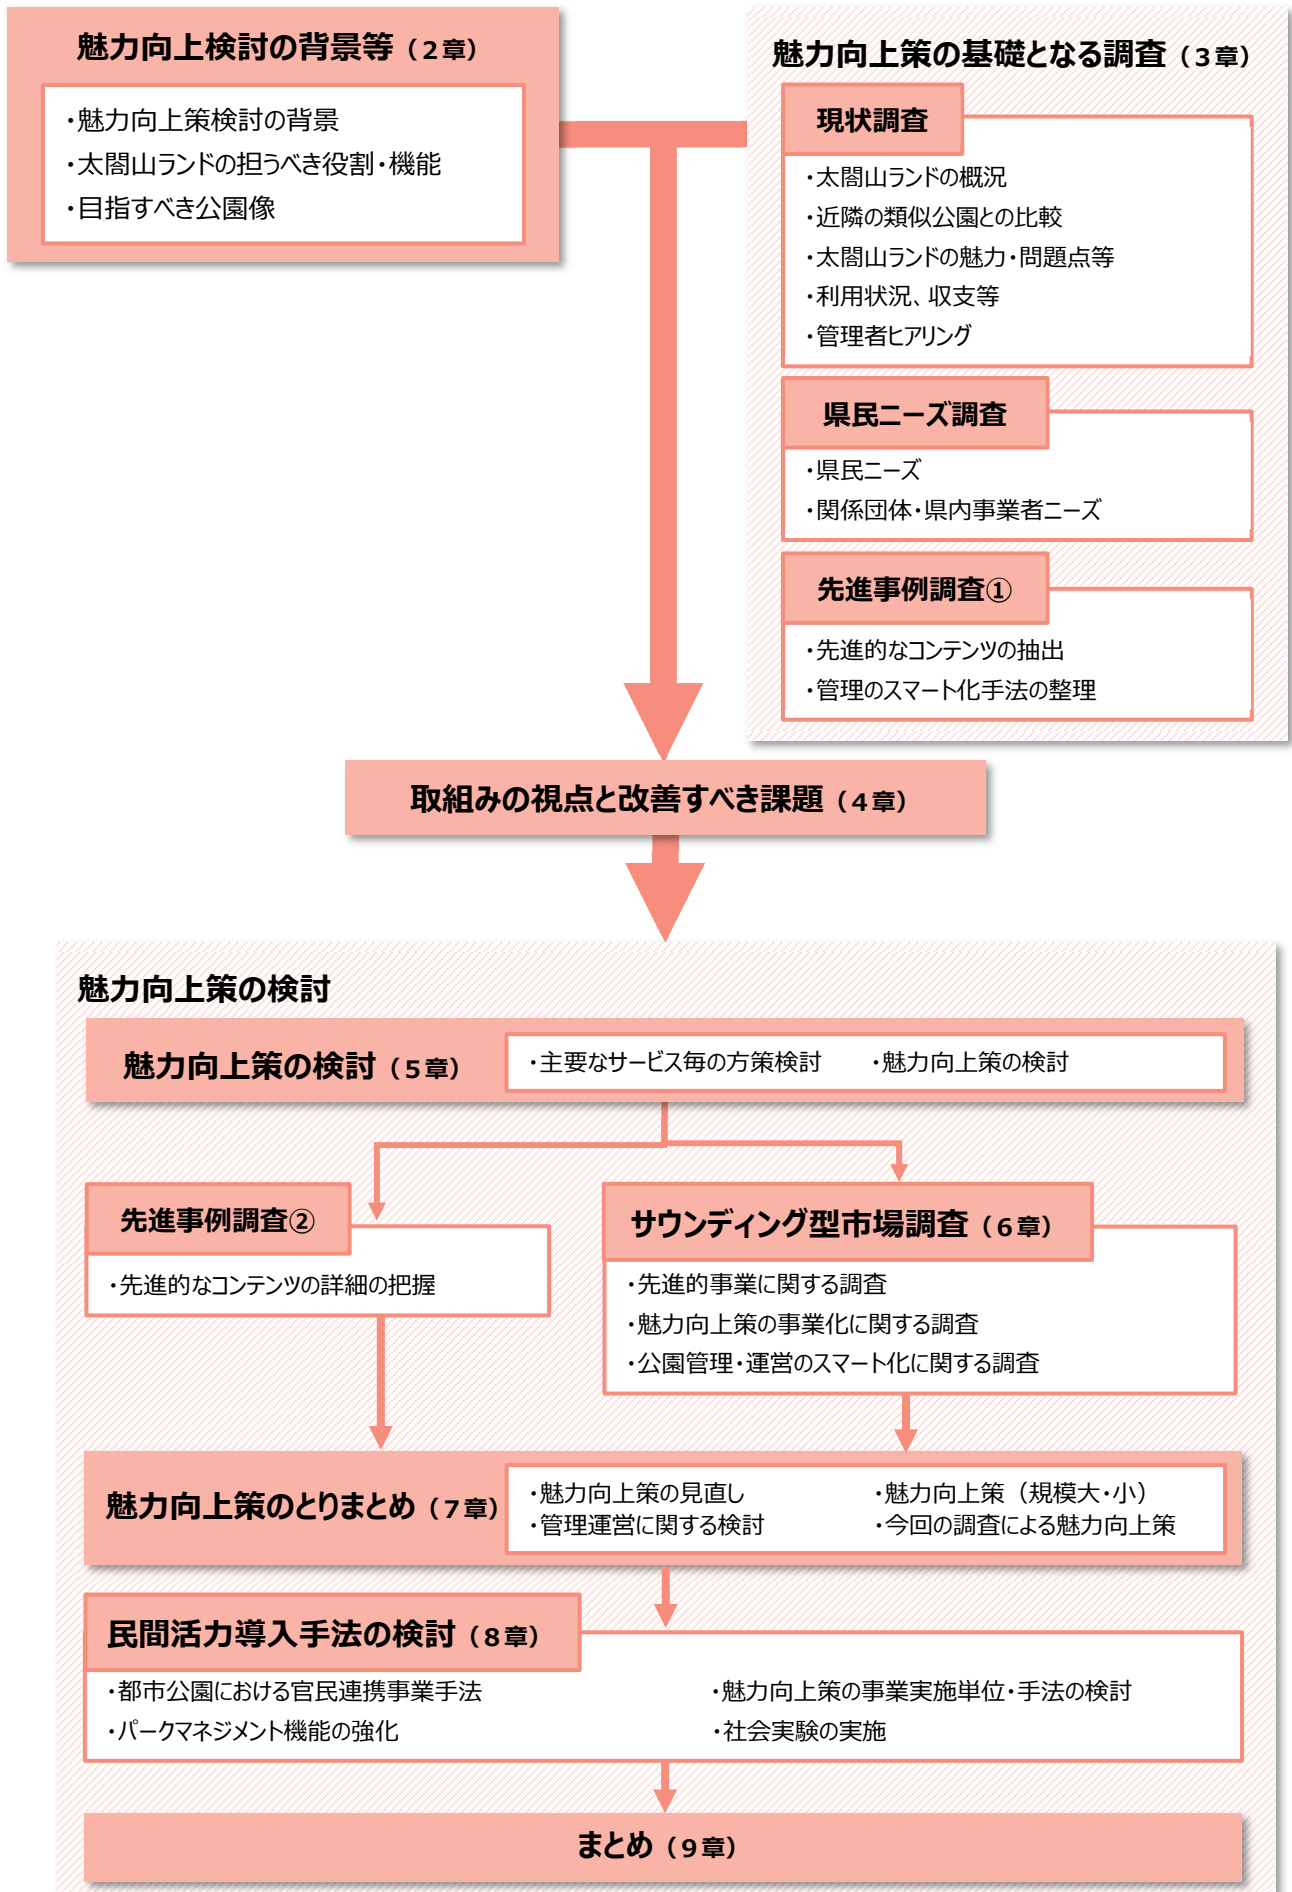 魅力向上検討の背景等（２章）
・魅力向上策検討の背景
・太閤山ランドの担うべき役割・機能
・目指すべき公園像
魅力向上策の基礎となる調査（３章）
現状調査
・太閤山ランドの概況
・近隣の類似公園との比較
・太閤山ランドの魅力・問題点等
・利用状況、収支等
・管理者ヒアリング
県民ニーズ調査
・県民ニーズ
・関係団体・県内事業者ニーズ
先進事例調査①
・先進的なコンテンツの抽出
・管理のスマート化手法の整理
取組みの視点と改善すべき課題（４章）
魅力向上策の検討
魅力向上策の検討（５章）
・主要なサービス毎の方策検討　・魅力向上策の検討
先進事例調査②
・先進的なコンテンツの詳細の把握
サウンディング型市場調査（６章）
・先進的事業に関する調査
・魅力向上策の事業化に関する調査
・公園管理・運営のスマート化に関する調査
魅力向上策のとりまとめ（７章）
・魅力向上策の見直し　・魅力向上策（規模大・小）
・管理運営に関する検討　・今回の調査による魅力向上策
民間活力導入手法の検討（８章）
・都市公園における官民連携事業手法　・魅力向上策の事業実施単位・手法の検討
・パークマネジメント機能の強化　・社会実験の実施
まとめ（９章）